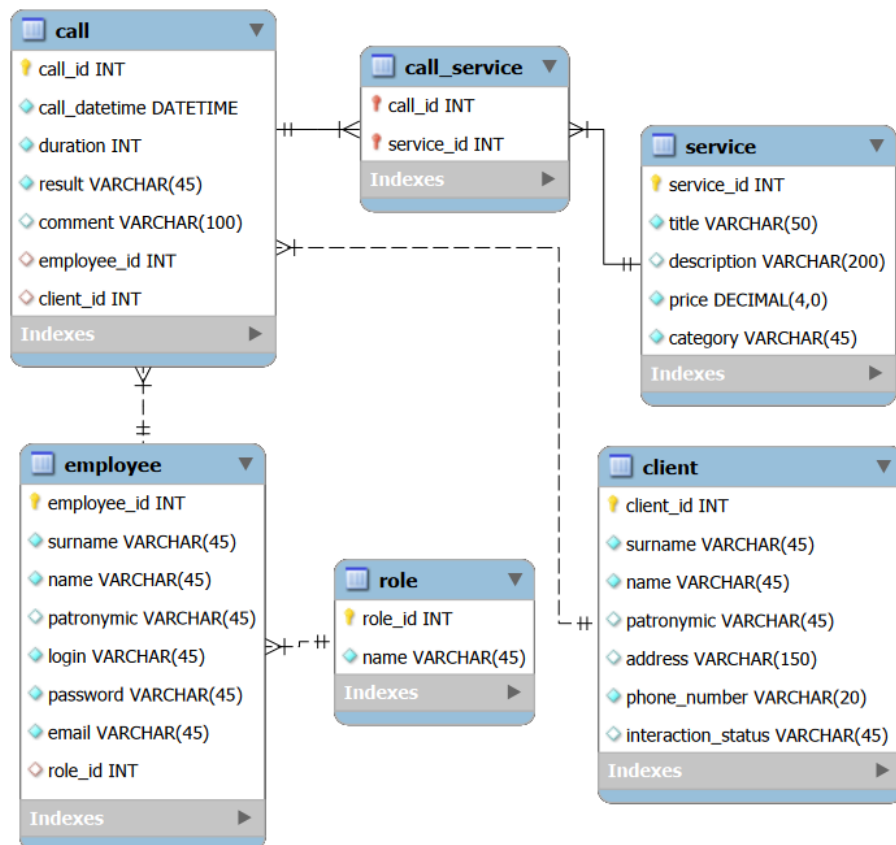 call
call_id INT
call_datetime DATETIME
duration INT
result VARCHAR(45)
comment VARCHAR(100)
employee_id INT
client_id INT
Indexes
call_service
call_id INT
service_id INT
Indexes
service
service_id INT
title VARCHAR(50)
description VARCHAR(200)
price DECIMAL(4,0)
category VARCHAR(45)
Indexes
employee
employee_id INT
surname VARCHAR(45)
name VARCHAR(45)
patronymic VARCHAR(45)
login VARCHAR(45)
password VARCHAR(45)
email VARCHAR(45)
role_id INT
Indexes
role
role_id INT
name VARCHAR(45)
Indexes
client
client_id INT
surname VARCHAR(45)
name VARCHAR(45)
patronymic VARCHAR(45)
address VARCHAR(150)
phone_number VARCHAR(20)
interaction_status VARCHAR(45)
Indexes